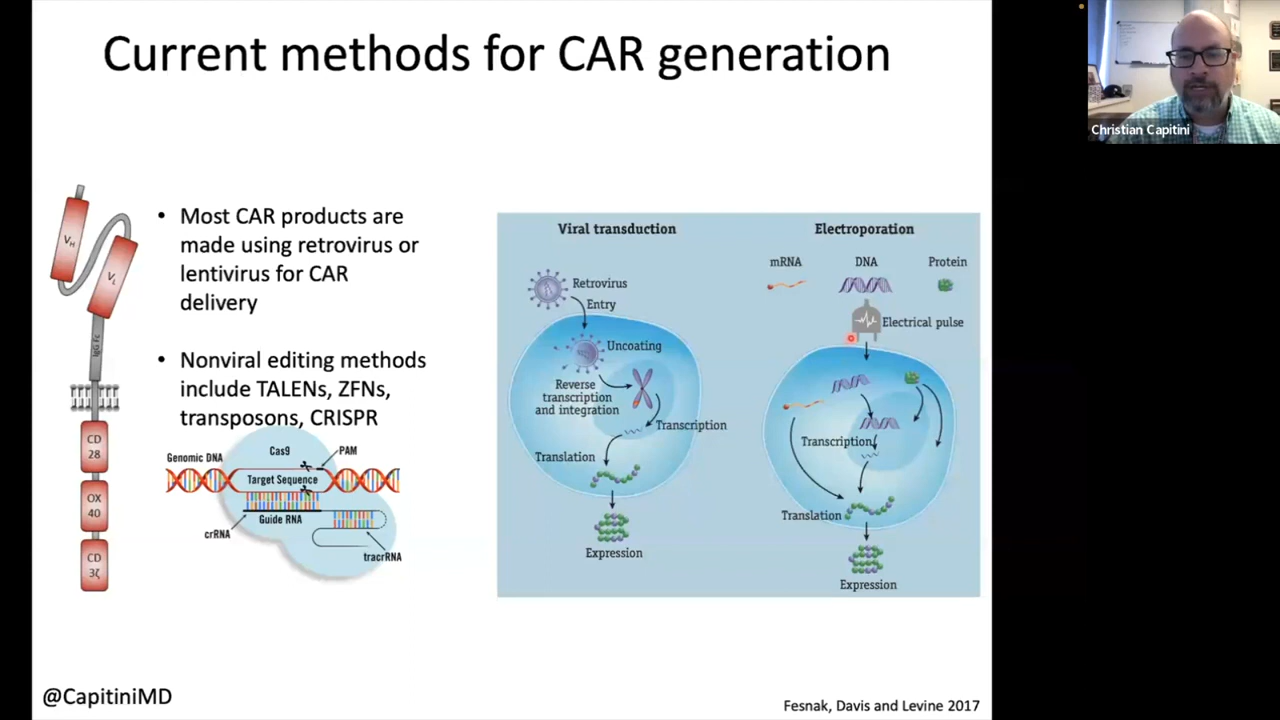 Current methods for CAR generation
Christian Capitini
• Most CAR products are
made using retrovirus or
lentivirus for CAR
delivery
• Nonviral editing methods
include TALENs, ZFNs,
transposons, CRISPR
VH
VL
IgG Fc
CD
28
OX
40
CD
3ζ
Genomic DNA
Cas9
PAM
Target Sequence
Guide RNA
crRNA
tracrRNA
Viral transduction
Retrovirus
Entry
Uncoating
Reverse
transcription
and integration
Transcription
Translation
Expression
Electroporation
mRNA
DNA
Protein
Electrical pulse
Transcription
Translation
Expression
@CapitiniMD
Fesnak, Davis and Levine 2017